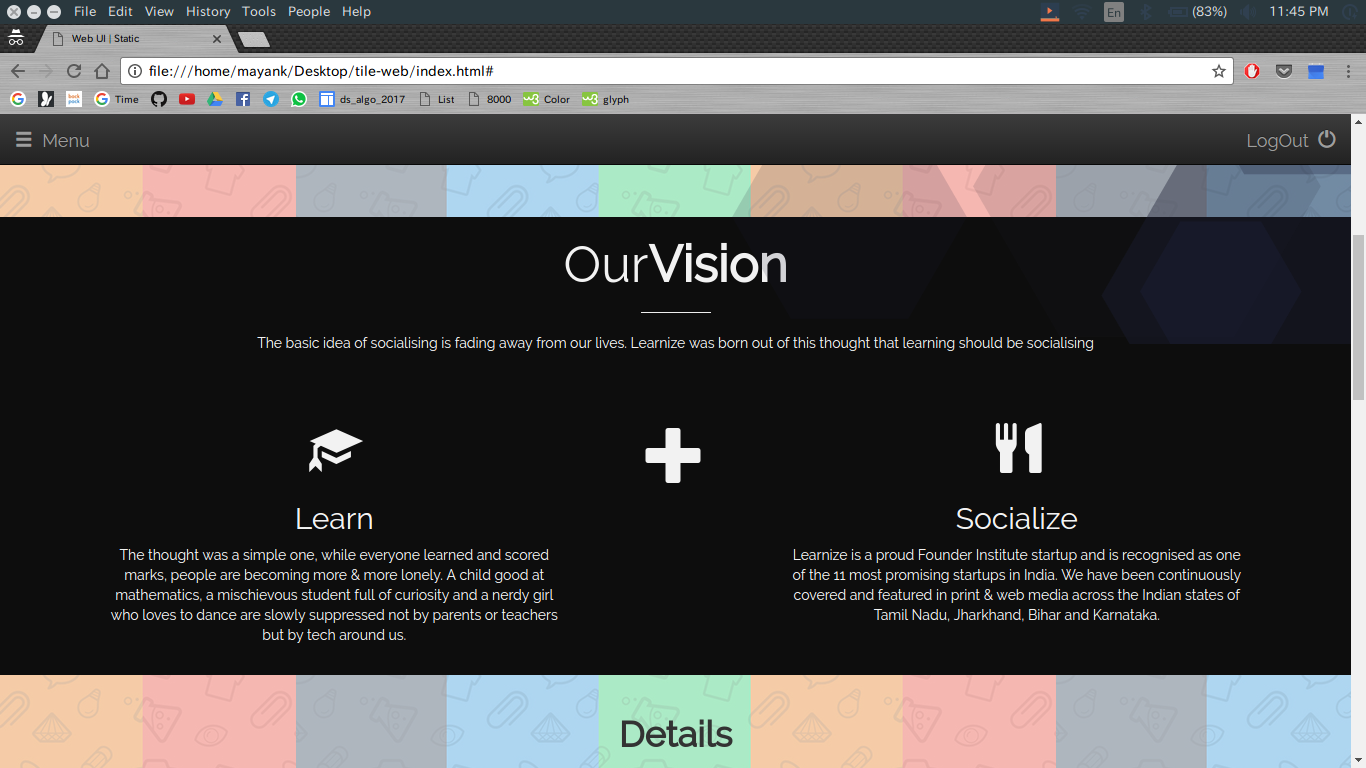 File Edit View History Tools People Help
En (83%) 11:45 PM
Web UI | Static
file:///home/mayank/Desktop/tile-web/index.html#
back pack Time ds_algo_2017 List 8000 w3 Color w3 glyph
Menu LogOut
OurVision
The basic idea of socialising is fading away from our lives. Learnize was born out of this thought that learning should be socialising
Learn
The thought was a simple one, while everyone learned and scored
marks, people are becoming more & more lonely. A child good at
mathematics, a mischievous student full of curiosity and a nerdy girl
who loves to dance are slowly suppressed not by parents or teachers
but by tech around us.
Socialize
Learnize is a proud Founder Institute startup and is recognised as one
of the 11 most promising startups in India. We have been continuously
covered and featured in print & web media across the Indian states of
Tamil Nadu, Jharkhand, Bihar and Karnataka.
Details